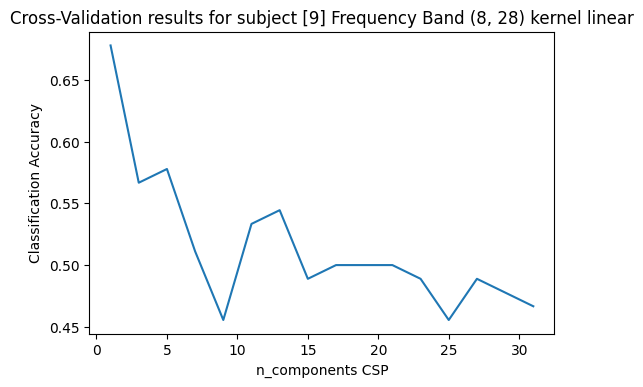 Cross-Validation results for subject [9] Frequency Band (8, 28) kernel linear
0.65
0.60
0.55
0.50
0.45
Classification Accuracy
0 5 10 15 20 25 30
n_components CSP